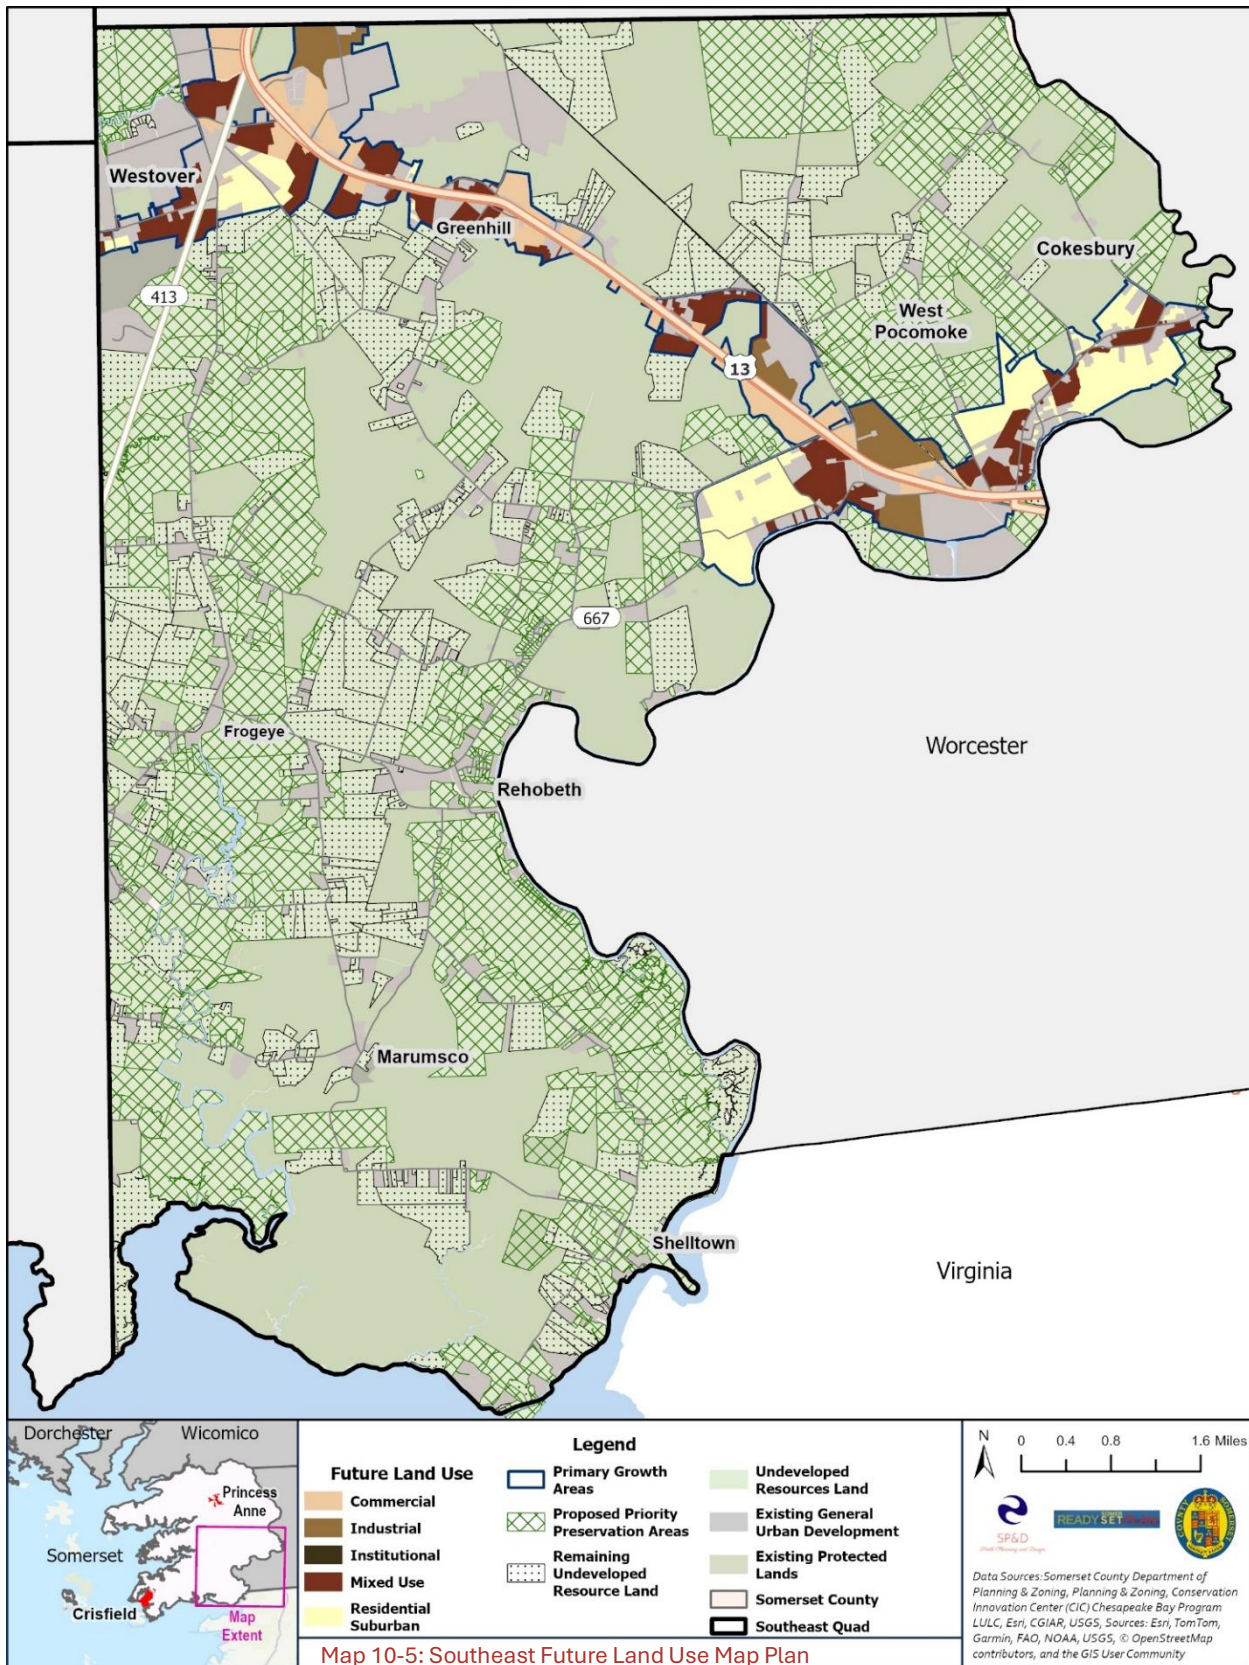 Westover
Greenhill
Cokesbury
West
Pocomoke
413
13
667
Frogeye
Worcester
Rehobeth
Marumsco
Shelltown
Virginia
Dorchester
Wicomico
Princess
Anne
Somerset
Crisfield
Map
Extent
Legend
Future Land Use
Commercial
Industrial
Institutional
Mixed Use
Residential
Suburban
Primary Growth
Areas
Proposed Priority
Preservation Areas
Remaining
Undeveloped
Resource Land
Undeveloped
Resources Land
Existing General
Urban Development
Existing Protected
Lands
Somerset County
Southeast Quad
N
0 0.4 0.8 1.6 Miles
SP&D
READY SET PLAN
Data Sources:Somerset County Department of
Planning & Zoning, Planning & Zoning, Conservation
Innovation Center (CiC) Chesapeake Bay Program
LULC, Esri, CGIAR, USGS, Sources: Esri, TomTom,
Garmin, FAO, NOAA, USGS, © OpenStreetMap
contributors, and the GIS User Community
Map 10-5: Southeast Future Land Use Map Plan